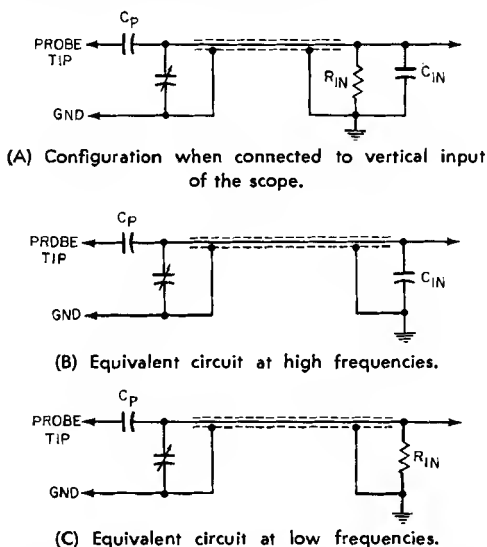 CP
PROBE TIP
RIN
CIN
GND
(A) Configuration when connected to vertical input
of the scope.
CP
PROBE TIP
CIN
GND
(B) Equivalent circuit at high frequencies.
CP
PROBE TIP
RIN
GND
(C) Equivalent circuit at low frequencies.